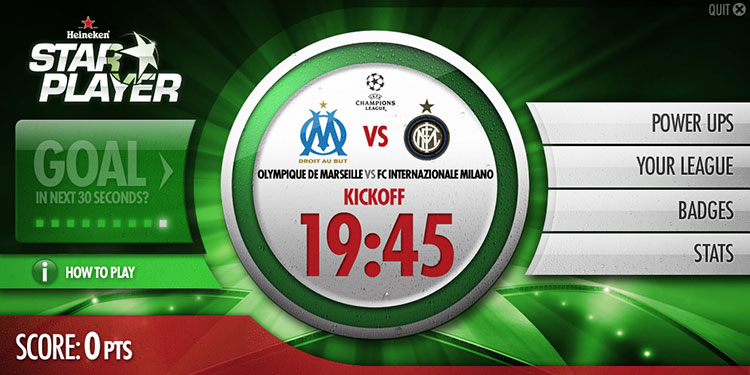 QUIT
Heineken
STAR
PLAYER
GOAL
IN NEXT 30 SECONDS?
i HOW TO PLAY
SCORE: 0 PTS
UEFA
CHAMPIONS
LEAGUE
VS
DROIT AU BUT
OLYMPIQUE DE MARSEILLE VS FC INTERNAZIONALE MILANO
KICKOFF
19:45
POWER UPS
YOUR LEAGUE
BADGES
STATS